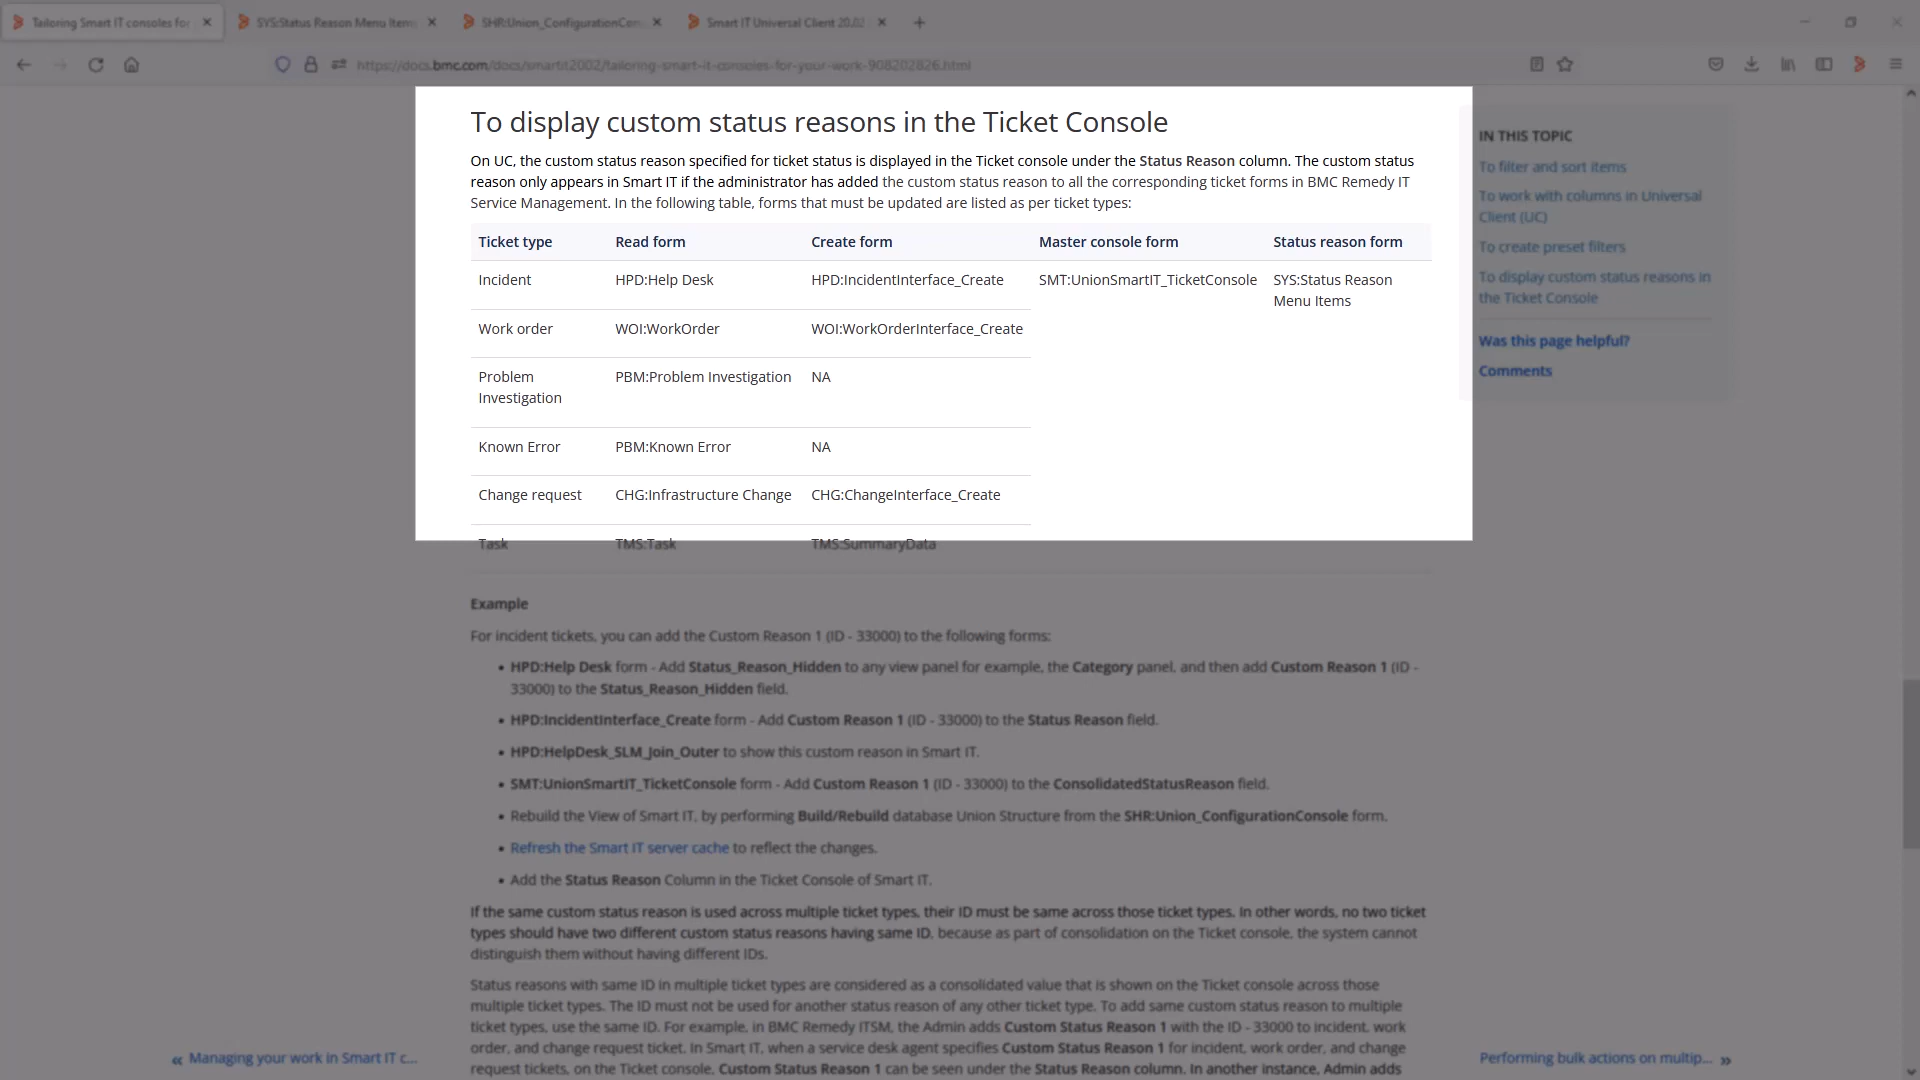 Tailoring Smart IT consoles for
SYS:Status Reason Menu Items
SHR:Union_ConfigurationCon
Smart IT Universal Client 20.02
https://docs.bmc.com/docs/smartit2002/tailoring-smart-it-consoles-for-your-work-908202826.html
To display custom status reasons in the Ticket Console
On UC, the custom status reason specified for ticket status is displayed in the Ticket console under the Status Reason column. The custom status
reason only appears in Smart IT if the administrator has added the custom status reason to all the corresponding ticket forms in BMC Remedy IT
Service Management. In the following table, forms that must be updated are listed as per ticket types:
Ticket type Read form Create form Master console form Status reason form
Incident HPD:Help Desk HPD:IncidentInterface_Create SMT:UnionSmartIT_TicketConsole SYS:Status Reason
Menu Items
Work order WOI:WorkOrder WOI:WorkOrderInterface_Create
Problem PBM:Problem Investigation NA
Investigation
Known Error PBM:Known Error NA
Change request CHG:Infrastructure Change CHG:ChangeInterface_Create
Task TMS:Task TMS:SummaryData
Example
For incident tickets, you can add the Custom Reason 1 (ID - 33000) to the following forms:
• HPD:Help Desk form - Add Status_Reason_Hidden to any view panel for example, the Category panel, and then add Custom Reason 1 (ID -
33000) to the Status_Reason_Hidden field.
• HPD:IncidentInterface_Create form - Add Custom Reason 1 (ID - 33000) to the Status Reason field.
• HPD:HelpDesk_SLM_Join_Outer to show this custom reason in Smart IT.
• SMT:UnionSmartIT_TicketConsole form - Add Custom Reason 1 (ID - 33000) to the ConsolidatedStatusReason field.
• Rebuild the View of Smart IT, by performing Build/Rebuild database Union Structure from the SHR:Union_ConfigurationConsole form.
• Refresh the Smart IT server cache to reflect the changes.
• Add the Status Reason Column in the Ticket Console of Smart IT.
If the same custom status reason is used across multiple ticket types, their ID must be same across those ticket types. In other words, no two ticket
types should have two different custom status reasons having same ID, because as part of consolidation on the Ticket console, the system cannot
distinguish them without having different IDs.
Status reasons with same ID in multiple ticket types are considered as a consolidated value that is shown on the Ticket console across those
multiple ticket types. The ID must not be used for another status reason of any other ticket type. To add same custom status reason to multiple
ticket types, use the same ID. For example, in BMC Remedy ITSM, the Admin adds Custom Status Reason 1 with the ID - 33000 to incident, work
order, and change request ticket. In Smart IT, when a service desk agent specifies Custom Status Reason 1 for incident, work order, and change
request tickets, on the Ticket console, Custom Status Reason 1 can be seen under the Status Reason column. In another instance, Admin adds
IN THIS TOPIC
To filter and sort items
To work with columns in Universal
Client (UC)
To create preset filters
To display custom status reasons in
the Ticket Console
Was this page helpful?
Comments
« Managing your work in Smart IT c...
Performing bulk actions on multip... »